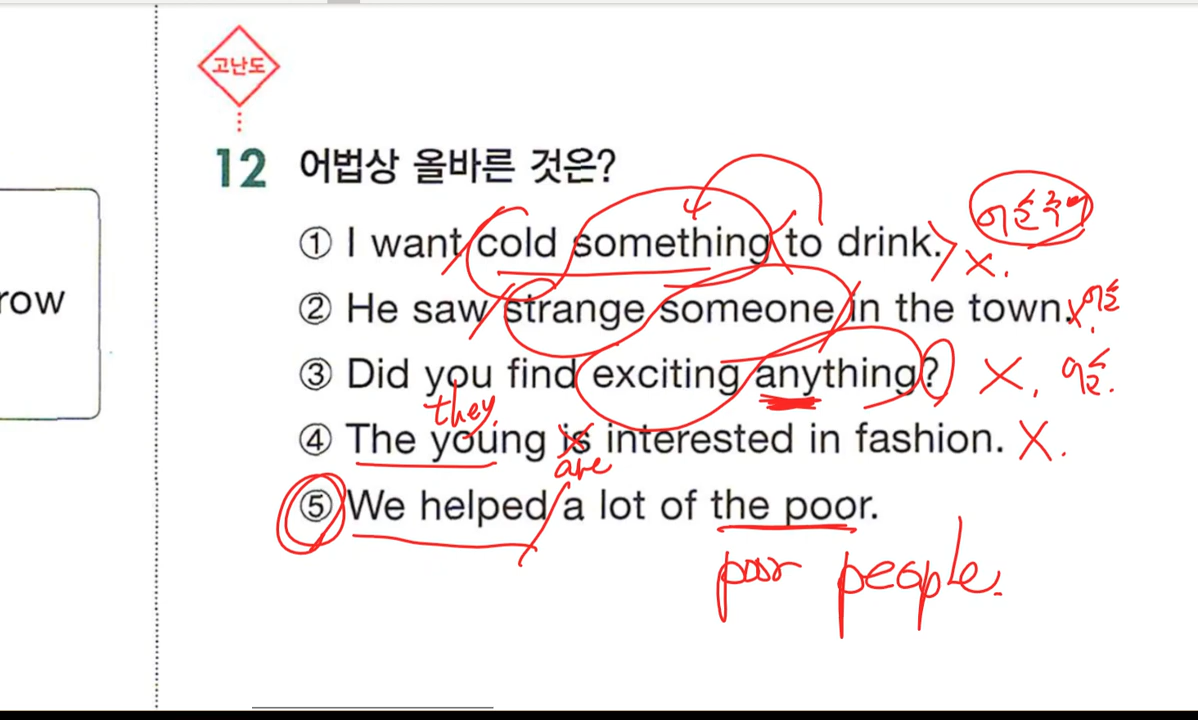 고난도
12 어법상 올바른 것은?
어순주의
① I want cold something to drink. X.
② He saw strange someone in the town. X. 어순
row
③ Did you find exciting anything? X, 어순.
they.
④ The young is interested in fashion. X.
are
⑤ We helped a lot of the poor.
poor people.